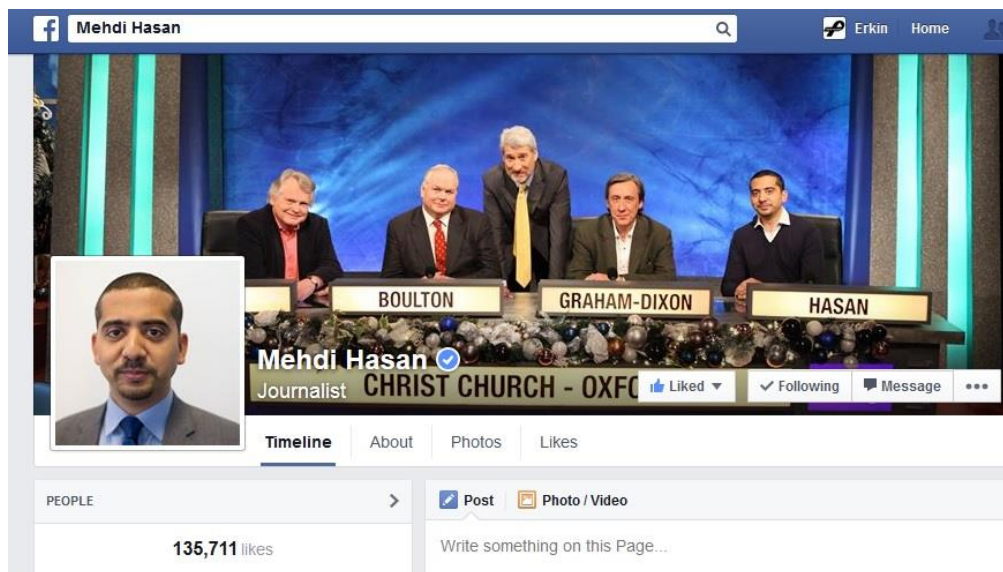 Mehdi Hasan
Erkin Home
BOULTON GRAHAM-DIXON HASAN
Mehdi Hasan
Journalist
CHRIST CHURCH - OXFO
Liked Following Message
Timeline About Photos Likes
PEOPLE
Post Photo / Video
135,711 likes
Write something on this Page...